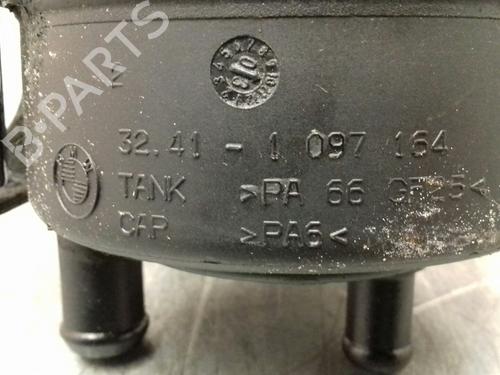 B-PARTS
32.41 - 1 097 164
TANK >PA 66 GF25<
CAP >PA6<